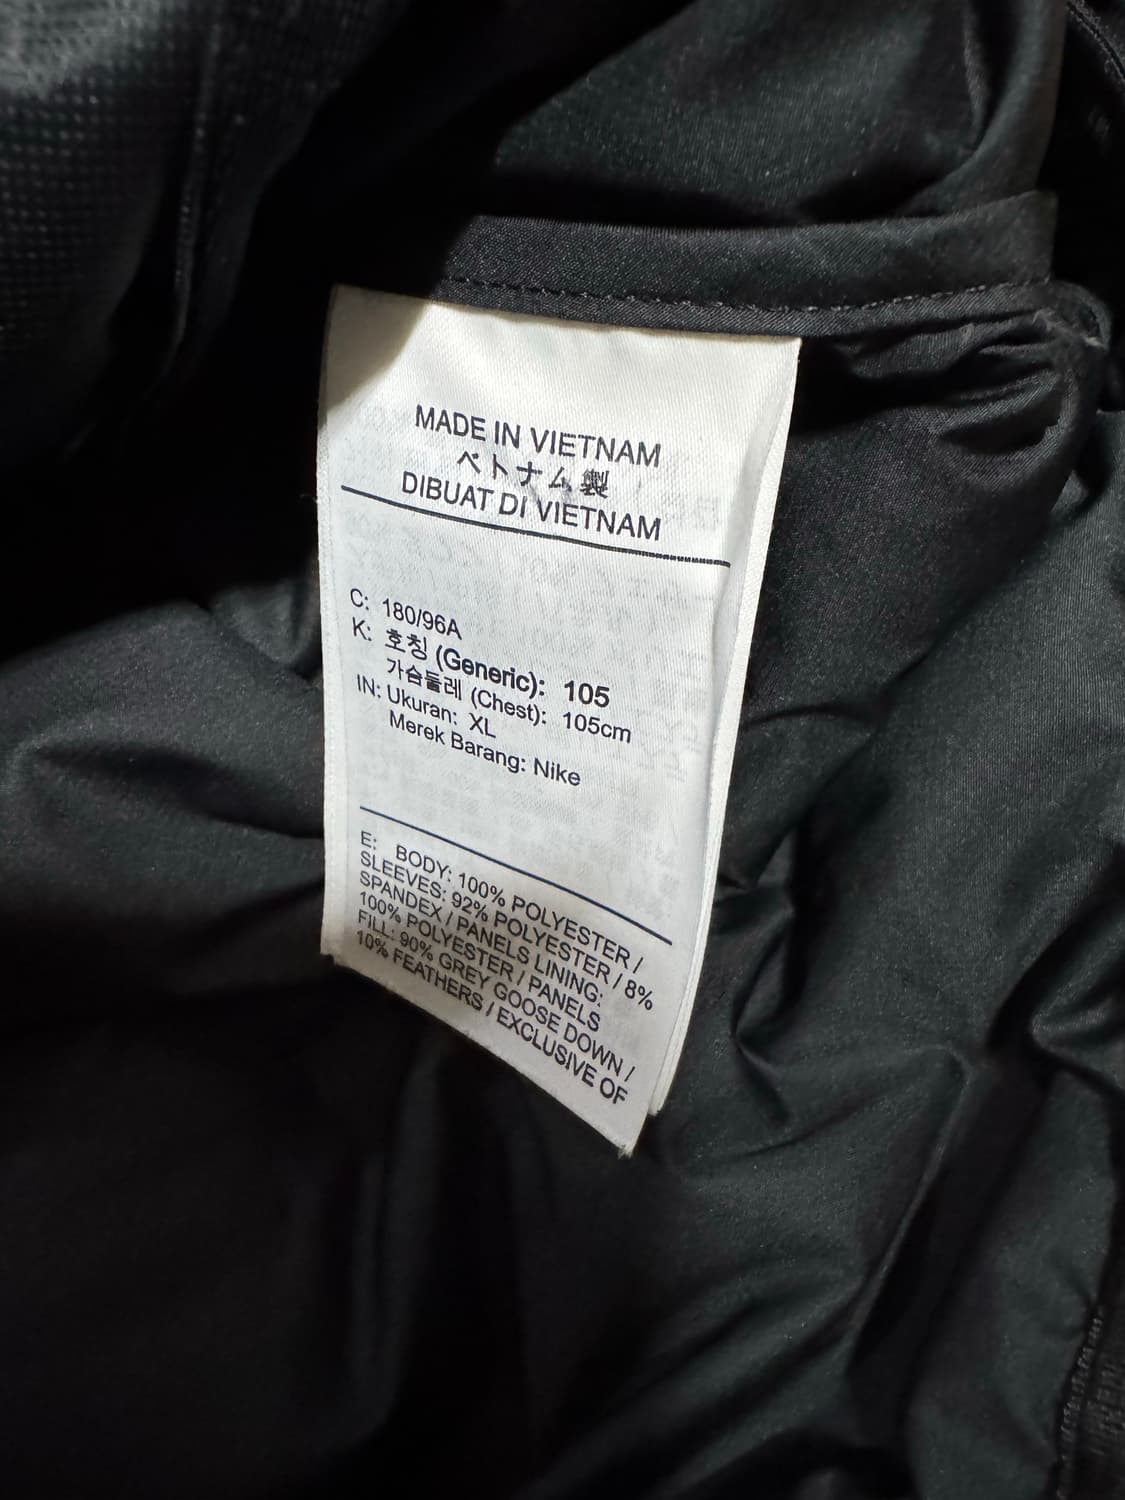 MADE IN VIETNAM
ベトナム製
DIBUAT DI VIETNAM
C: 180/96A
K: 호칭 (Generic): 105
가슴둘레 (Chest): 105cm
IN: Ukuran: XL
Merek Barang: Nike
E: BODY: 100% POLYESTER /
SLEEVES: 92% POLYESTER / 8%
SPANDEX / PANELS LINING:
100% POLYESTER / PANELS
FILL: 90% GREY GOOSE DOWN /
10% FEATHERS / EXCLUSIVE OF